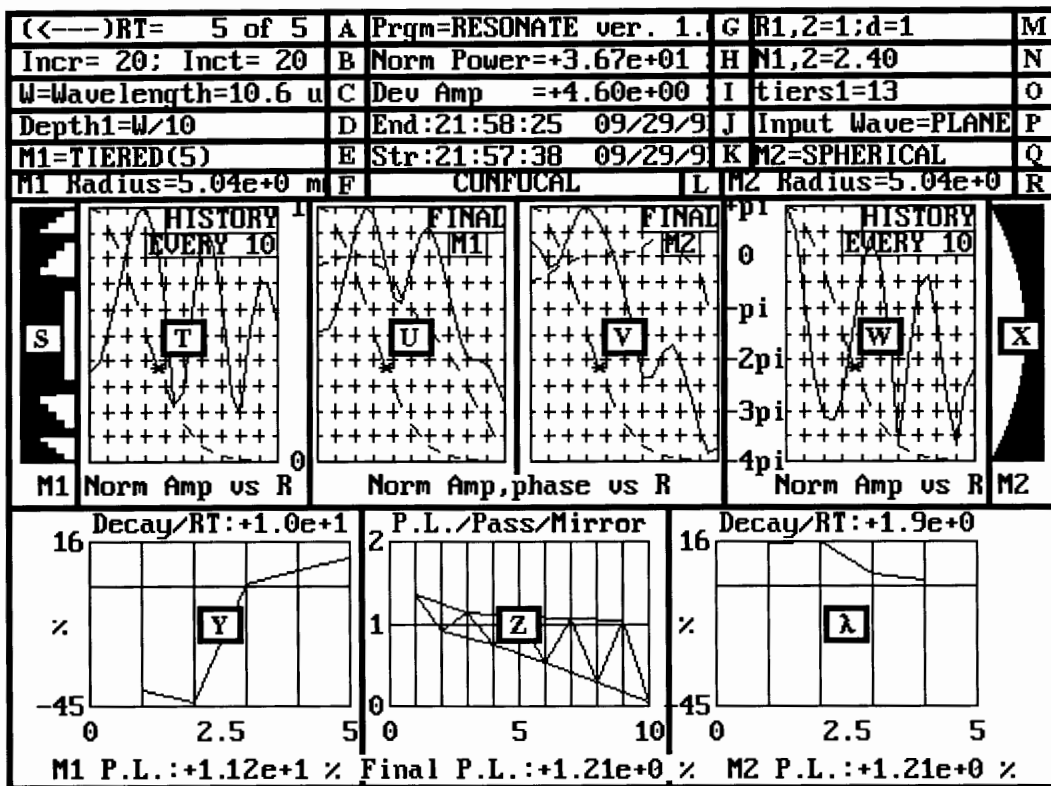 (<---)RT= 5 of 5 A Prgm=RESONATE ver. 1. G R1,2=1;d=1 M
Incr= 20; Inct= 20 B Norm Power=+3.67e+01 H N1,2=2.40 N
W=Wavelength=10.6 u C Dev Amp =+4.60e+00 I tiers1=13 O
Depth1=W/10 D End:21:58:25 09/29/9 J Input Wave=PLANE P
M1=TIERED(5) E Str:21:57:38 09/29/9 K M2=SPHERICAL Q
M1 Radius=5.04e+0 m F CONFOCAL L M2 Radius=5.04e+0 R
HISTORY 1 FINAL FINAL +pi HISTORY
EVERY 10 M1 M2 0 EVERY 10
-pi
S T U V W X
-2pi
-3pi
0 -4pi
M1 Norm Amp vs R Norm Amp,phase vs R Norm Amp vs R M2
Decay/RT:+1.0e+1 P.L./Pass/Mirror Decay/RT:+1.9e+0
16 2 16
% Y 1 Z % λ
-45 0 -45
0 2.5 5 0 5 10 0 2.5 5
M1 P.L.:+1.12e+1 % Final P.L.:+1.21e+0 % M2 P.L.:+1.21e+0 %